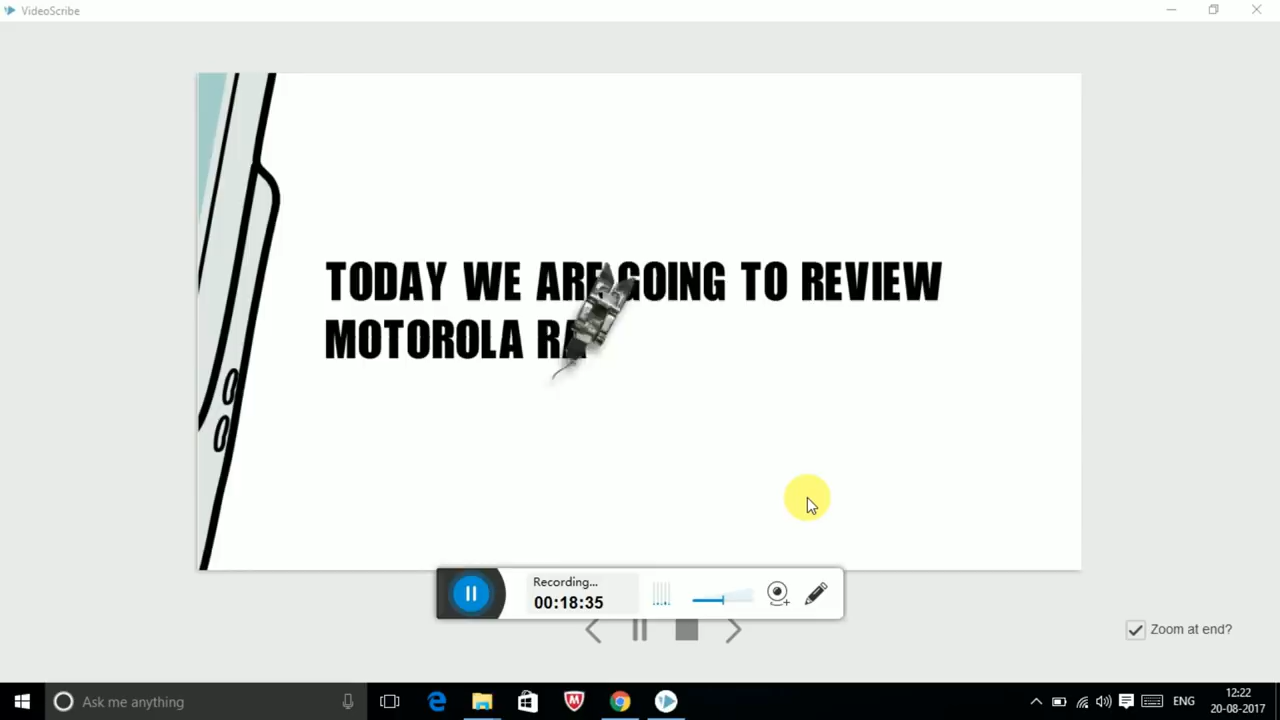 VideoScribe
TODAY WE ARE GOING TO REVIEW
MOTOROLA RA
Recording...
00:18:35
Zoom at end?
Ask me anything
ENG
12:22
20-08-2017